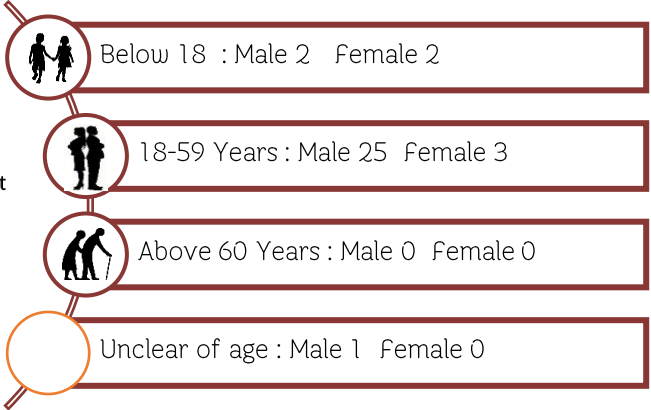 Below 18 : Male 2 Female 2
18-59 Years : Male 25 Female 3
t
Above 60 Years : Male 0 Female 0
Unclear of age : Male 1 Female 0